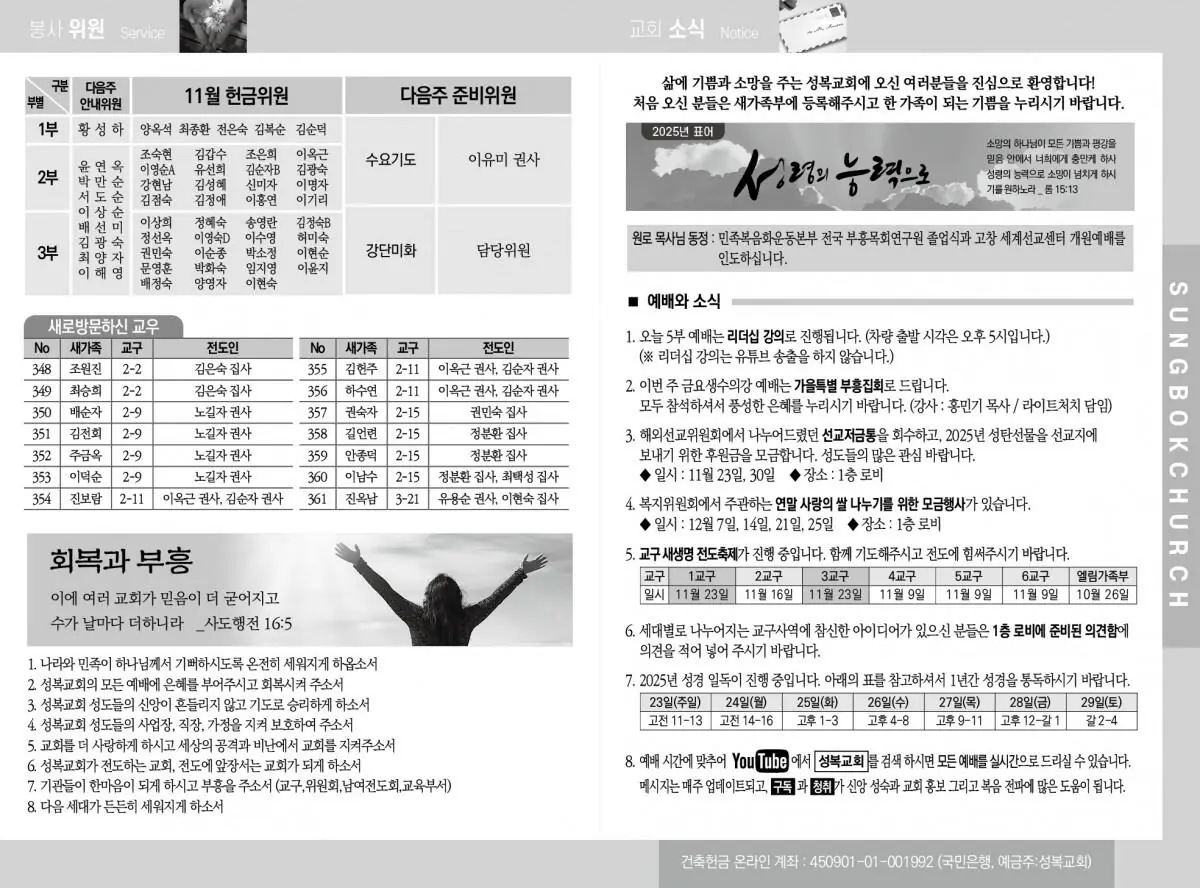 봉사 위원 Service
구분
부별
다음주
안내위원
11월 헌금위원
다음주 준비위원
1부
황 성 하
양옥석 최종환 전은숙 김복순 김순덕
2부
조숙현 김갑수 조은희 이옥근
이영순A 유선희 김순자B 김광숙
강현남 김성혜 신미자 이명자
김점숙 김정애 이홍연 이기리
윤 연 옥
박 만 순
서 도 순
이 상 순
배 선 미
김 광 숙
최 양 자
이 해 영
3부
이상희 정혜숙 송영란 김정숙B
정선옥 이영숙D 이수영 허미숙
권민숙 이순종 박소정 이현순
문영훈 박화숙 임지영 이윤지
배정숙 양영자 이현숙
수요기도
이유미 권사
강단미화
담당위원
새로방문하신 교우
No 새가족 교구 전도인
348 조원진 2-2 김은숙 집사
349 최승희 2-2 김은숙 집사
350 배순자 2-9 노길자 권사
351 김전회 2-9 노길자 권사
352 주금옥 2-9 노길자 권사
353 이덕순 2-9 노길자 권사
354 진보람 2-11 이옥근 권사, 김순자 권사
No 새가족 교구 전도인
355 김헌주 2-11 이옥근 권사, 김순자 권사
356 하수연 2-11 이옥근 권사, 김순자 권사
357 권숙자 2-15 권민숙 집사
358 길언련 2-15 정분환 집사
359 안종덕 2-15 정분환 집사
360 이남수 2-15 정분환 집사, 최택성 집사
361 진옥남 3-21 유용순 권사, 이현숙 집사
회복과 부흥
이에 여러 교회가 믿음이 더 굳어지고
수가 날마다 더하니라 _사도행전 16:5
1. 나라와 민족이 하나님께서 기뻐하시도록 온전히 세워지게 하옵소서
2. 성복교회의 모든 예배에 은혜를 부어주시고 회복시켜 주소서
3. 성복교회 성도들의 신앙이 흔들리지 않고 기도로 승리하게 하소서
4. 성복교회 성도들의 사업장, 직장, 가정을 지켜 보호하여 주소서
5. 교회를 더 사랑하게 하시고 세상의 공격과 비난에서 교회를 지켜주소서
6. 성복교회가 전도하는 교회, 전도에 앞장서는 교회가 되게 하소서
7. 기관들이 한마음이 되게 하시고 부흥을 주소서 (교구,위원회,남여전도회,교육부서)
8. 다음 세대가 든든히 세워지게 하소서
교회 소식 Notice
삶에 기쁨과 소망을 주는 성복교회에 오신 여러분들을 진심으로 환영합니다!
처음 오신 분들은 새가족부에 등록해주시고 한 가족이 되는 기쁨을 누리시기 바랍니다.
2025년 표어
성령의 능력으로
소망의 하나님이 모든 기쁨과 평강을
믿음 안에서 너희에게 충만케 하사
성령의 능력으로 소망이 넘치게 하시
기를 원하노라 _ 롬 15:13
원로 목사님 동정 : 민족복음화운동본부 전국 부흥목회연구원 졸업식과 고창 세계선교센터 개원예배를
인도하십니다.
■ 예배와 소식
1. 오늘 5부 예배는 리더십 강의로 진행됩니다. (차량 출발 시간은 오후 5시입니다.)
(※ 리더십 강의는 유튜브 송출을 하지 않습니다.)
2. 이번 주 금요생수의강 예배는 가을특별 부흥집회로 드립니다.
모두 참석하셔서 풍성한 은혜를 누리시기 바랍니다. (강사 : 홍민기 목사 / 라이트처치 담임)
3. 해외선교위원회에서 나누어드렸던 선교저금통을 회수하고, 2025년 성탄선물을 선교지에
보내기 위한 후원금을 모금합니다. 성도들의 많은 관심 바랍니다.
◆ 일시 : 11월 23일, 30일 ◆ 장소 : 1층 로비
4. 복지위원회에서 주관하는 연말 사랑의 쌀 나누기를 위한 모금행사가 있습니다.
◆ 일시 : 12월 7일, 14일, 21일, 25일 ◆ 장소 : 1층 로비
5. 교구 새생명 전도축제가 진행 중입니다. 함께 기도해주시고 전도에 힘써주시기 바랍니다.
교구 1교구 2교구 3교구 4교구 5교구 6교구 엘림가족부
일시 11월 23일 11월 16일 11월 23일 11월 9일 11월 9일 11월 9일 10월 26일
6. 세대별로 나누어지는 교구사역에 참신한 아이디어가 있으신 분들은 1층 로비에 준비된 의견함에
의견을 적어 넣어 주시기 바랍니다.
7. 2025년 성경 일독이 진행 중입니다. 아래의 표를 참고하셔서 1년간 성경을 통독하시기 바랍니다.
23일(주일) 24일(월) 25일(화) 26일(수) 27일(목) 28일(금) 29일(토)
고전 11-13 고전 14-16 고후 1-3 고후 4-8 고후 9-11 고후 12-갈 1 갈 2-4
8. 예배 시간에 맞추어 YouTube 에서 성복교회 를 검색 하시면 모든 예배를 실시간으로 드리실 수 있습니다.
메시지는 매주 업데이트되고, 구독 과 청취가 신앙 성숙과 교회 홍보 그리고 복음 전파에 많은 도움이 됩니다.
SUNGBOKCHURCH
건축헌금 온라인 계좌 : 450901-01-001992 (국민은행, 예금주:성복교회)